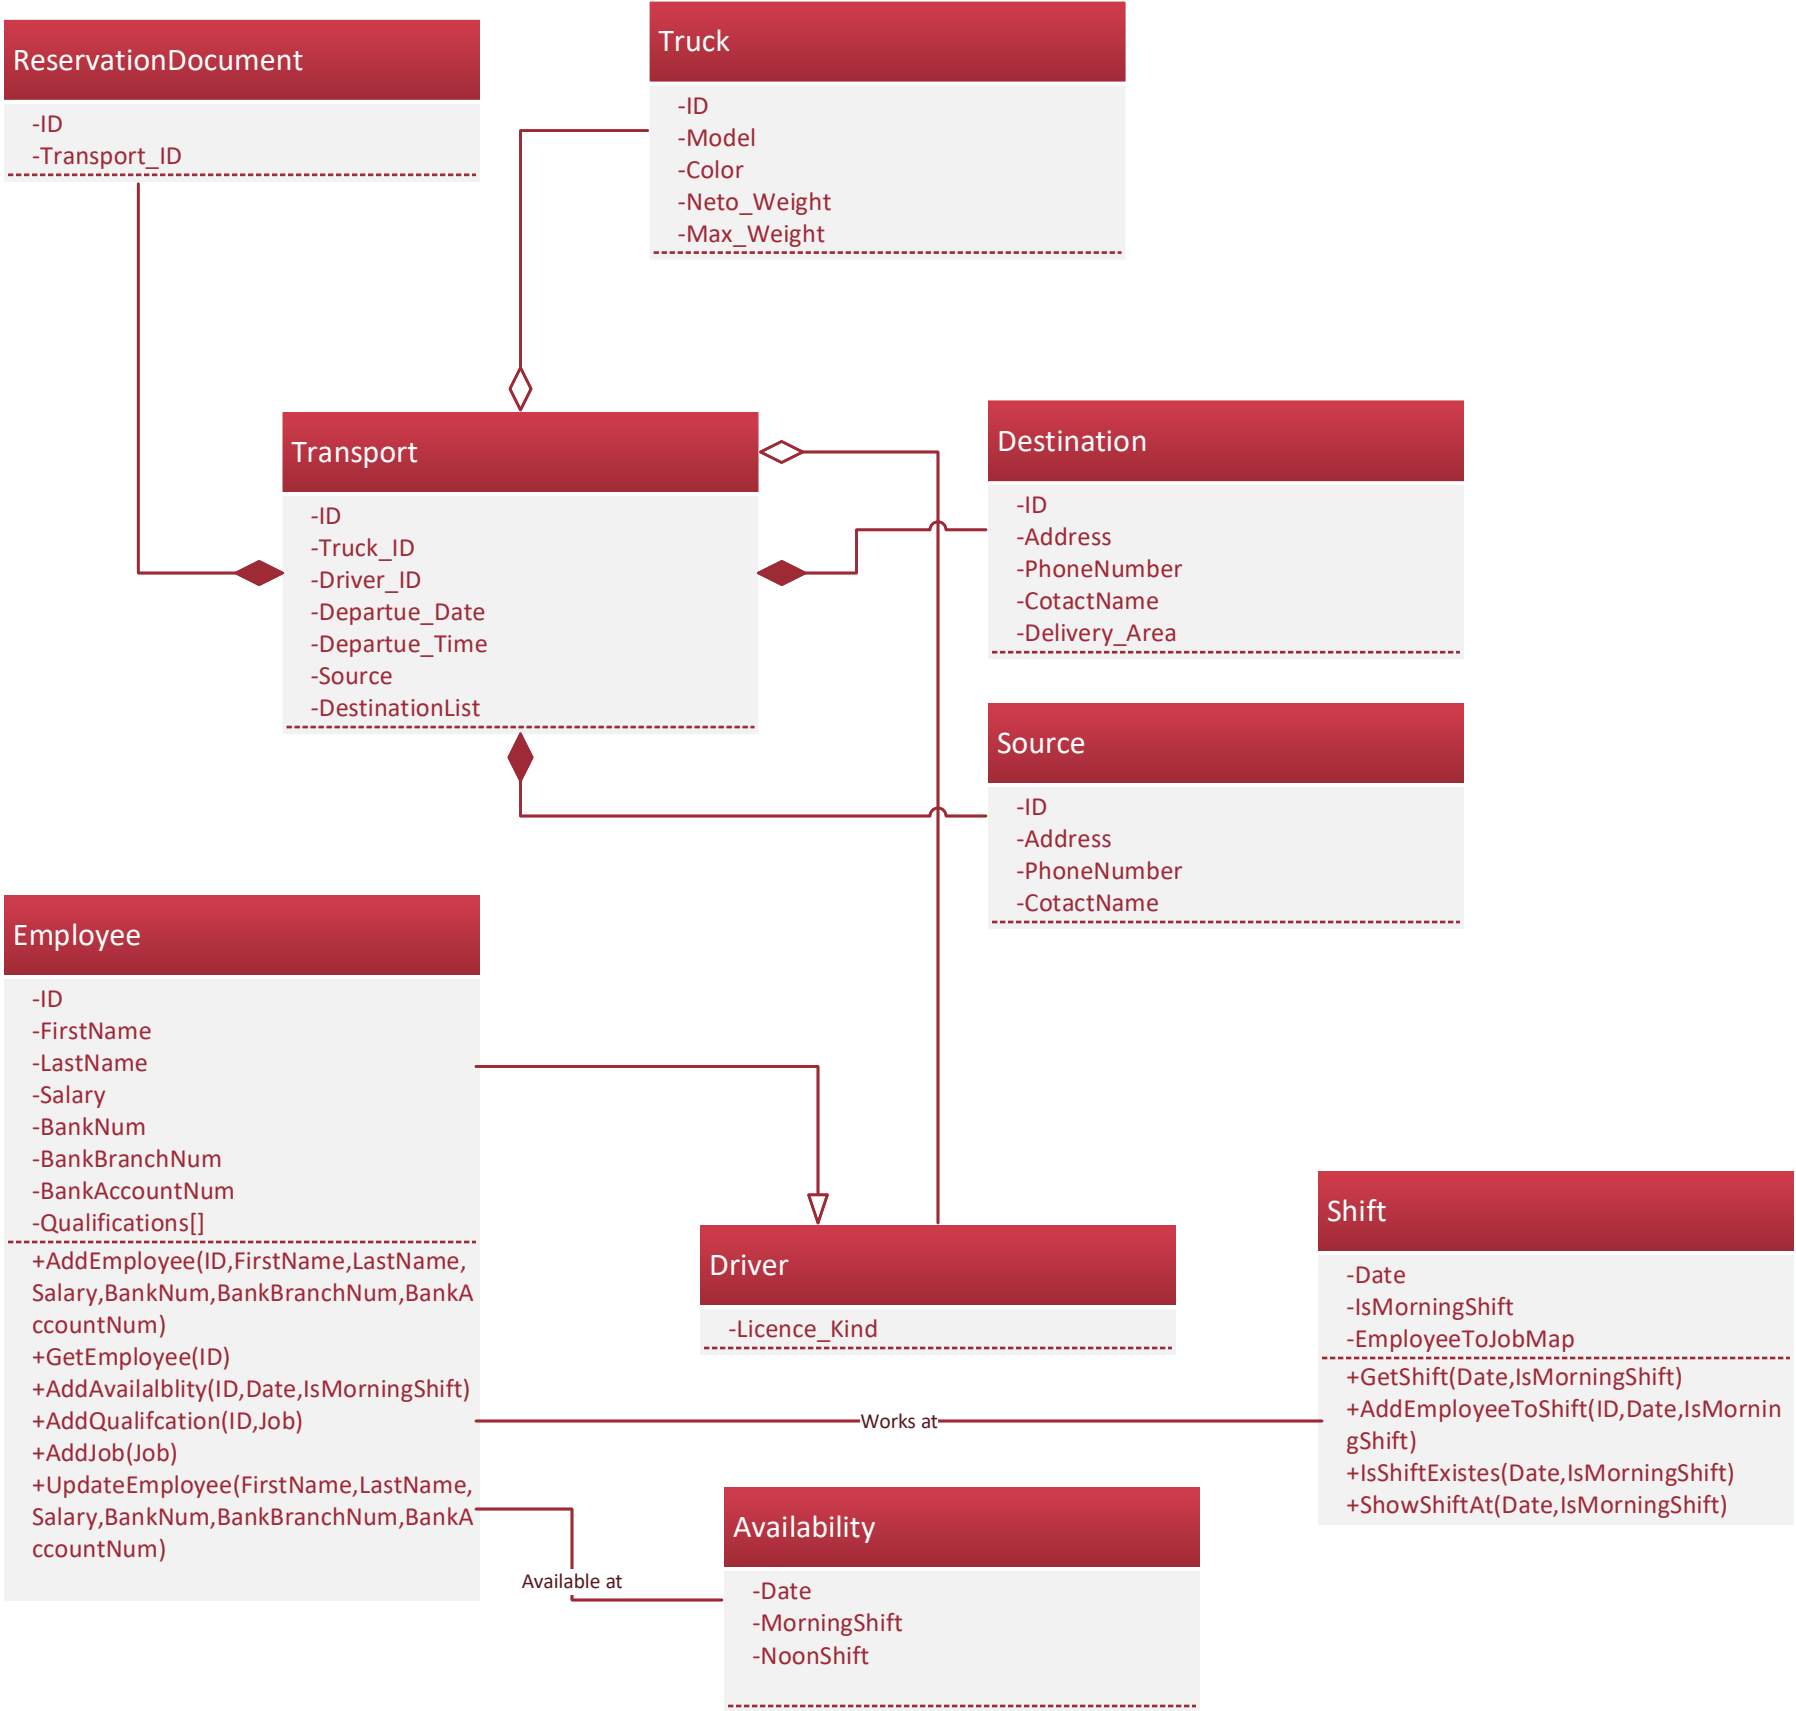 ReservationDocument
-ID
-Transport_ID
Truck
-ID
-Model
-Color
-Neto_Weight
-Max_Weight
Transport
-ID
-Truck_ID
-Driver_ID
-Departue_Date
-Departue_Time
-Source
-DestinationList
Destination
-ID
-Address
-PhoneNumber
-CotactName
-Delivery_Area
Source
-ID
-Address
-PhoneNumber
-CotactName
Employee
-ID
-FirstName
-LastName
-Salary
-BankNum
-BankBranchNum
-BankAccountNum
-Qualifications[]
+AddEmployee(ID,FirstName,LastName,
Salary,BankNum,BankBranchNum,BankA
ccountNum)
+GetEmployee(ID)
+AddAvailalblity(ID,Date,IsMorningShift)
+AddQualifcation(ID,Job)
+AddJob(Job)
+UpdateEmployee(FirstName,LastName,
Salary,BankNum,BankBranchNum,BankA
ccountNum)
Driver
-Licence_Kind
Shift
-Date
-IsMorningShift
-EmployeeToJobMap
+GetShift(Date,IsMorningShift)
+AddEmployeeToShift(ID,Date,IsMornin
gShift)
+IsShiftExistes(Date,IsMorningShift)
+ShowShiftAt(Date,IsMorningShift)
Works at
Available at
Availability
-Date
-MorningShift
-NoonShift